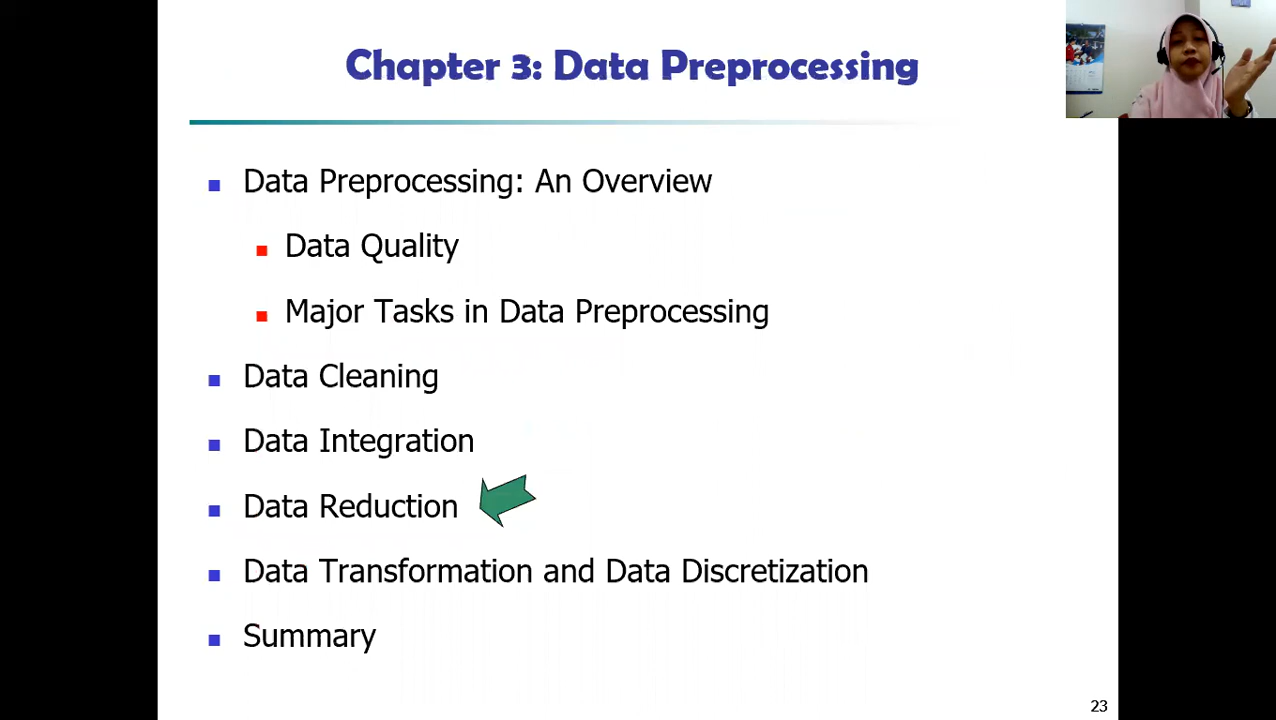 Chapter 3: Data Preprocessing
Data Preprocessing: An Overview
Data Quality
Major Tasks in Data Preprocessing
Data Cleaning
Data Integration
Data Reduction
Data Transformation and Data Discretization
Summary
23